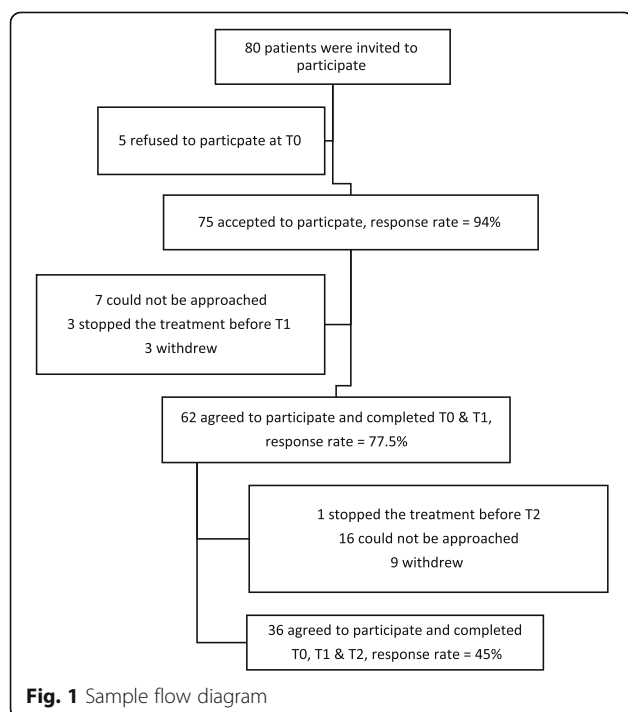 80 patients were invited to
participate
5 refused to particpate at T0
75 accepted to particpate, response rate = 94%
7 could not be approached
3 stopped the treatment before T1
3 withdrew
62 agreed to participate and completed T0 & T1,
response rate = 77.5%
1 stopped the treatment before T2
16 could not be approached
9 withdrew
36 agreed to participate and completed
T0, T1 & T2, response rate = 45%
Fig. 1 Sample flow diagram